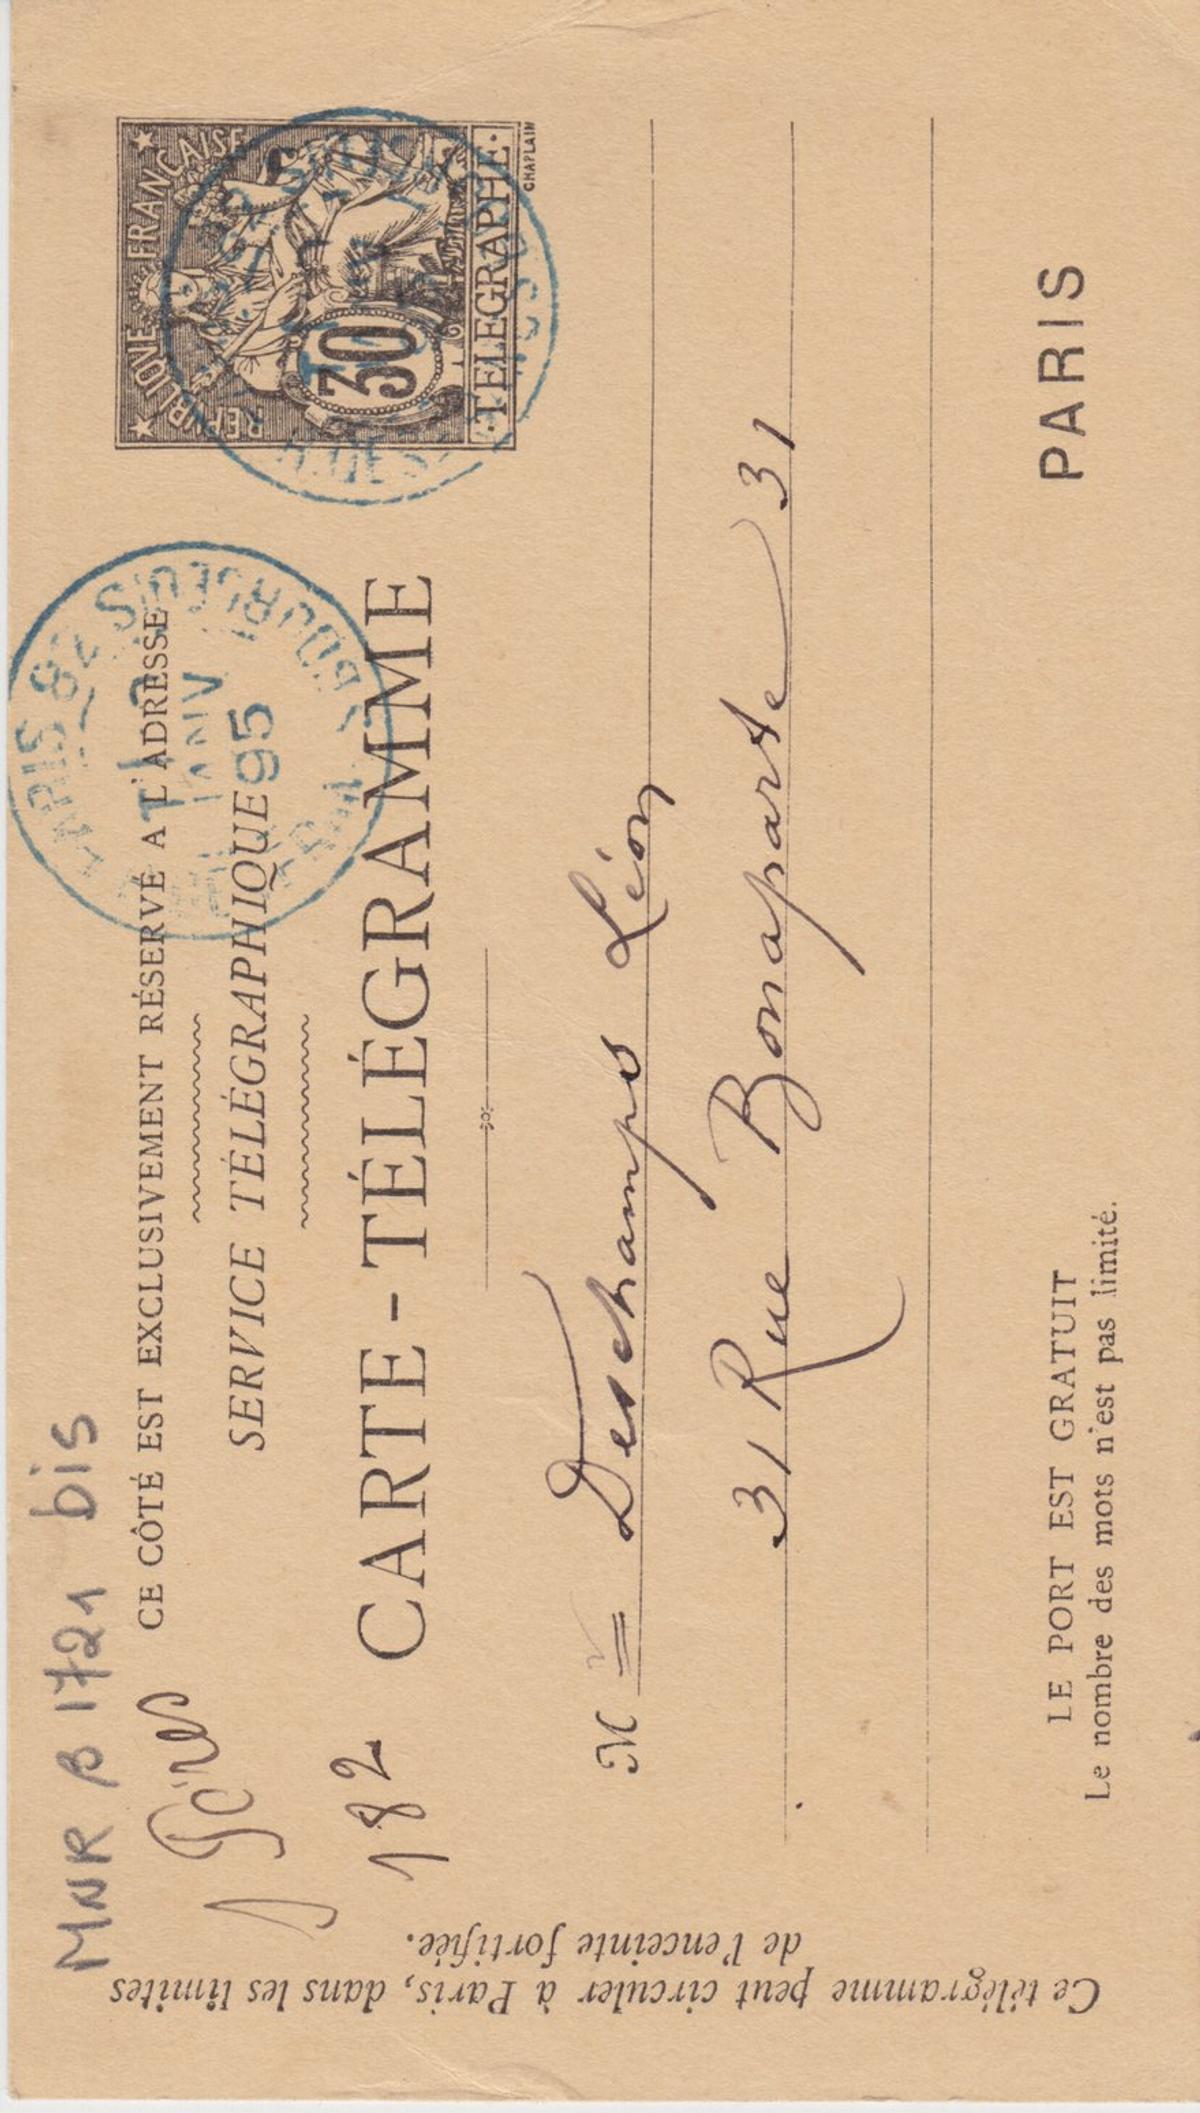 MNR B 1721 bis
CE CÔTÉ EST EXCLUSIVEMENT RÉSERVÉ A L'ADRESSE
SERVICE TÉLÉGRAPHIQUE
182
CARTE-TÉLÉGRAMME
REPUBLIQUE FRANÇAISE
30
·TELEGRAPHE·
CHAPLAIN
PARIS 82
JANV
95
M Deschamps Léon
31 Rue Bonaparte 31
LE PORT EST GRATUIT
Le nombre des mots n'est pas limité.
PARIS
Ce télégramme peut circuler à Paris, dans les limites
de l'enceinte fortifiée.